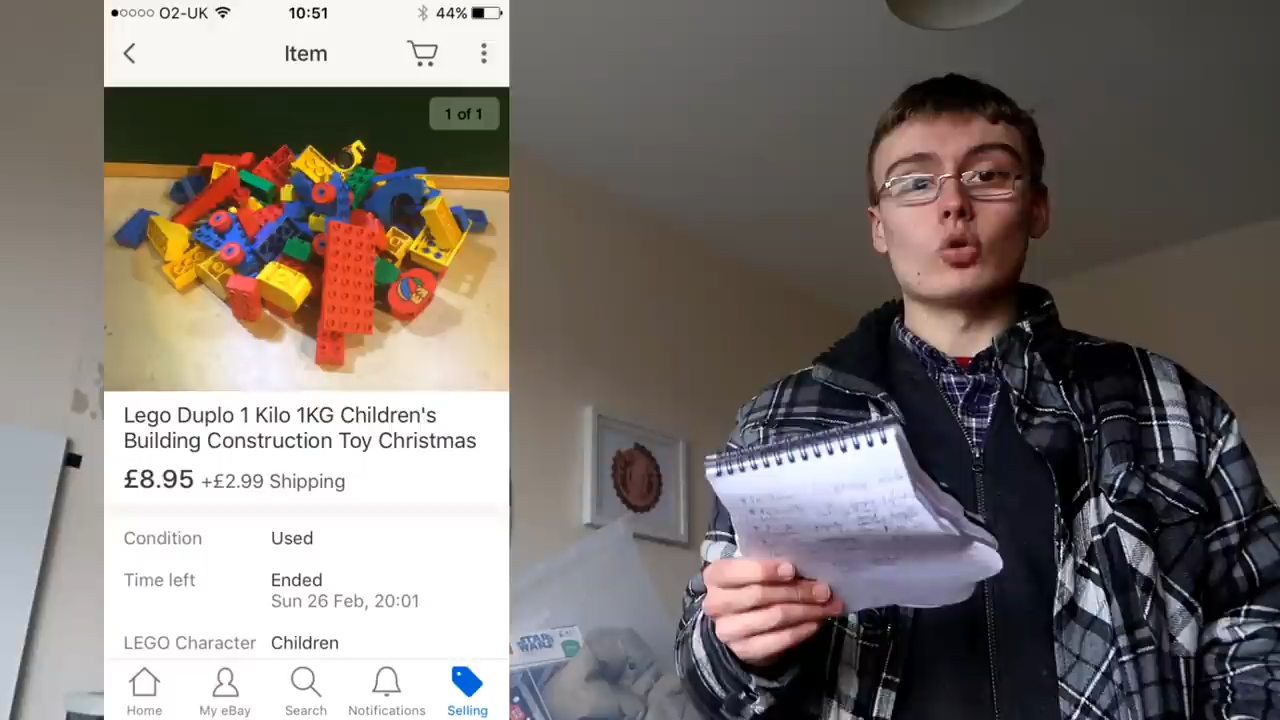 O2-UK 10:51 44%
Item
1 of 1
Lego Duplo 1 Kilo 1KG Children's
Building Construction Toy Christmas
£8.95 +£2.99 Shipping
Condition Used
Time left Ended
Sun 26 Feb, 20:01
LEGO Character Children
Home My eBay Search Notifications Selling
STAR
WARS